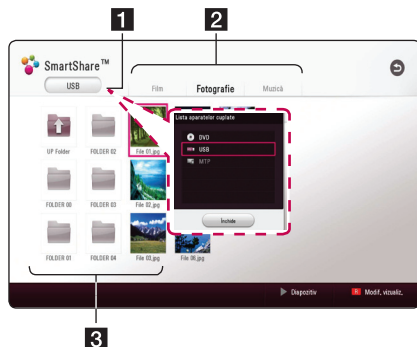 1
2
SmartShare™
USB
Film
Fotografie
Muzică
Lista aparatelor cuplate
DVD
USB
MTP
Închide
UP Folder
FOLDER 02
File 01.jpg
FOLDER 00
FOLDER 03
File 02.jpg
FOLDER 01
FOLDER 04
File 03.jpg
File 06.jpg
Dispozitiv
R Modif. vizualiz.
3